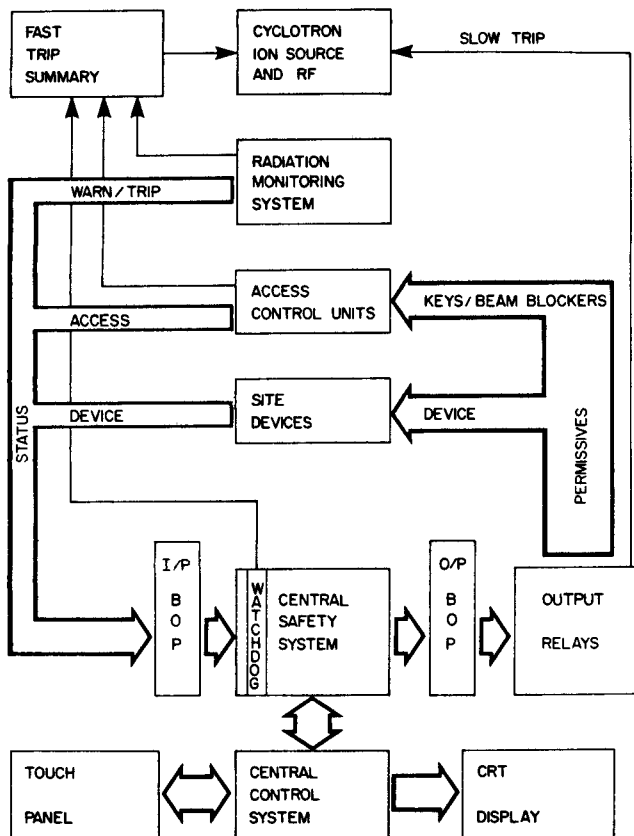 FAST
TRIP
SUMMARY
CYCLOTRON
ION SOURCE
AND RF
SLOW TRIP
RADIATION
MONITORING
SYSTEM
WARN/TRIP
ACCESS
CONTROL UNITS
KEYS/BEAM BLOCKERS
ACCESS
SITE
DEVICES
DEVICE
DEVICE
STATUS
PERMISSIVES
I/P
B
O
P
WATCHDOG
CENTRAL
SAFETY
SYSTEM
O/P
B
O
P
OUTPUT
RELAYS
TOUCH
PANEL
CENTRAL
CONTROL
SYSTEM
CRT
DISPLAY